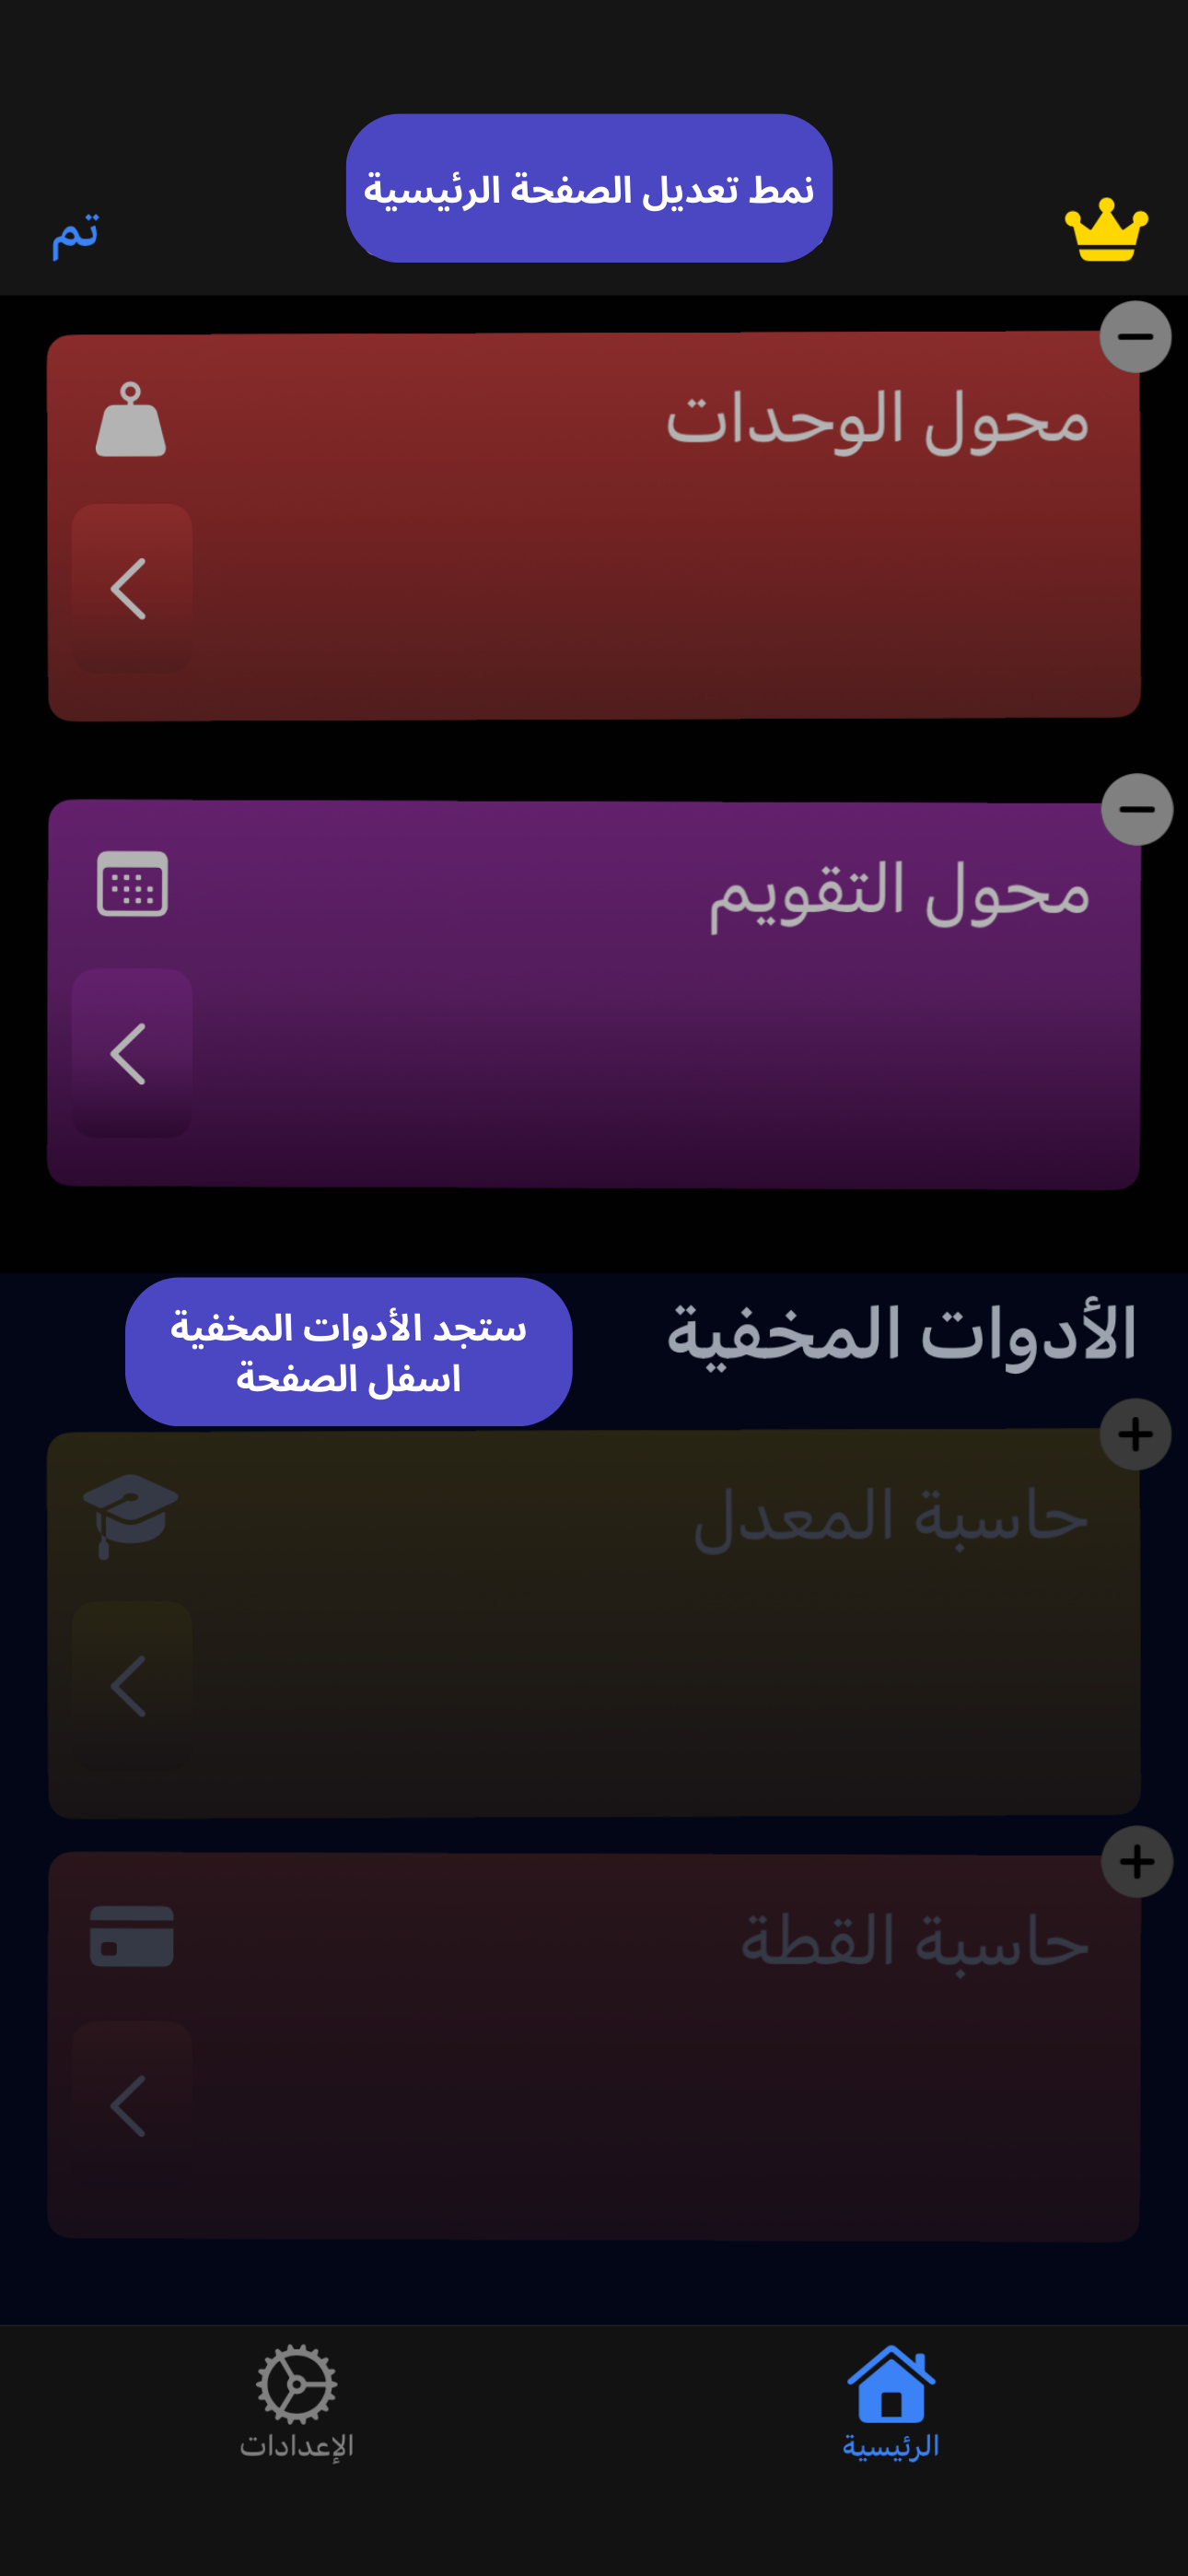 نمط تعديل الصفحة الرئيسية
تم
محول الوحدات
محول التقويم
الأدوات المخفية
ستجد الأدوات المخفية
اسفل الصفحة
حاسبة المعدل
حاسبة القطة
الرئيسية
الإعدادات